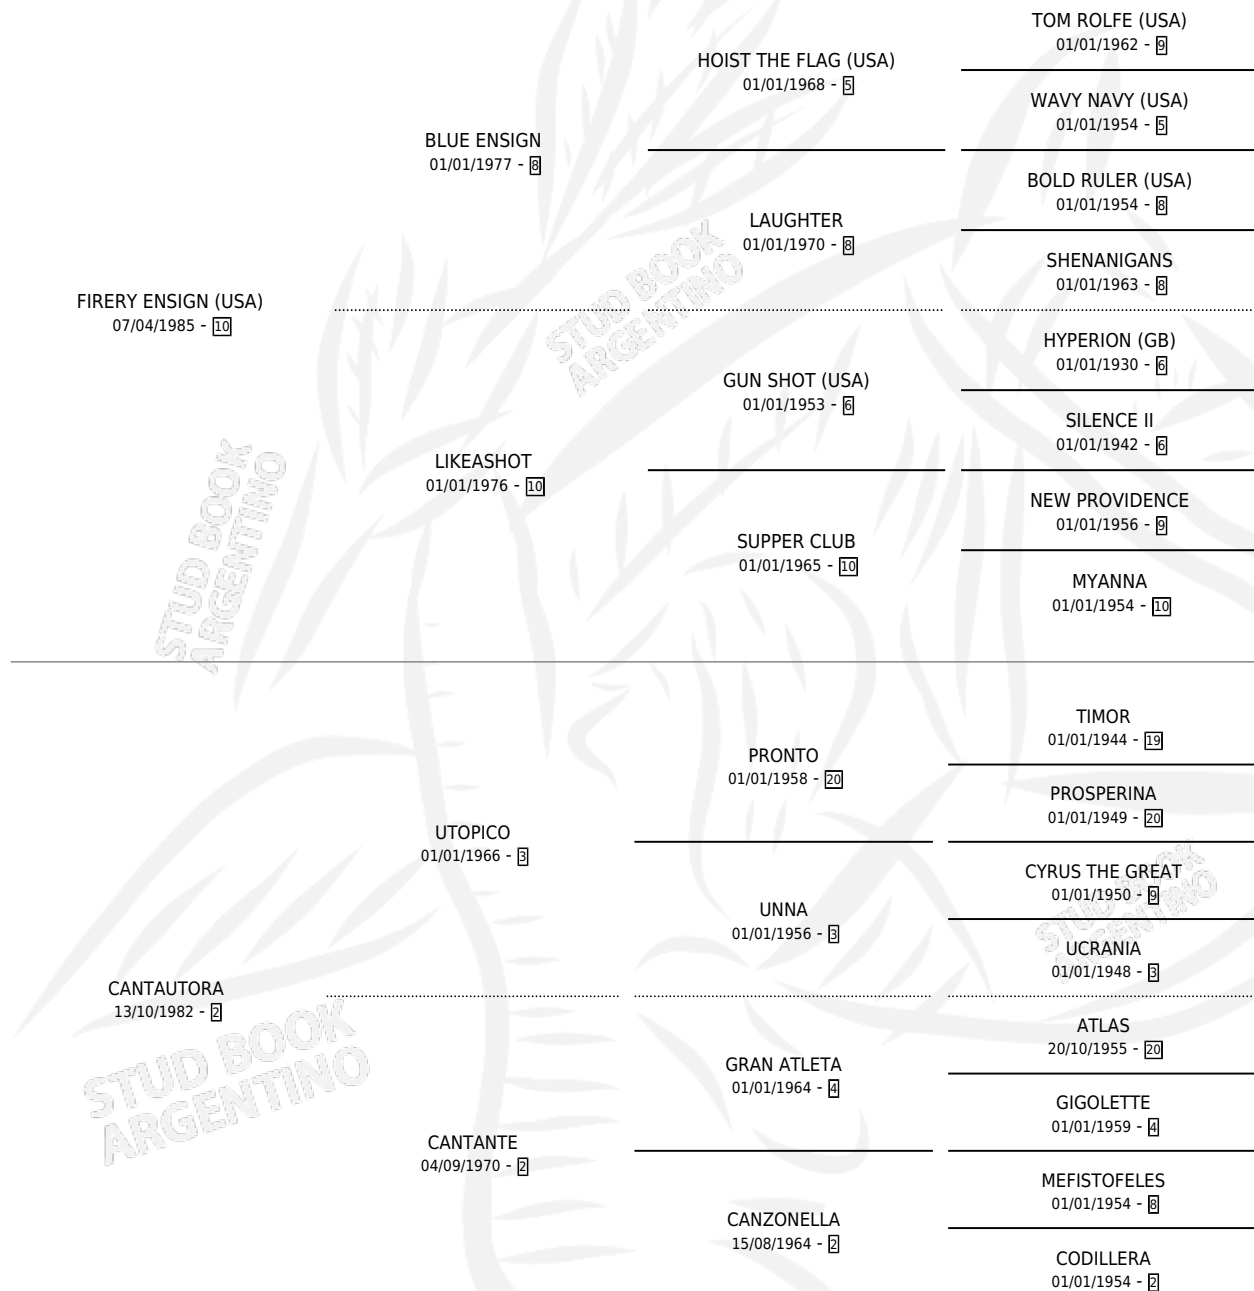 TOM ROLFE (USA)
01/01/1962 - 9
HOIST THE FLAG (USA)
01/01/1968 - 5
WAVY NAVY (USA)
01/01/1954 - 5
BLUE ENSIGN
01/01/1977 - 8
BOLD RULER (USA)
01/01/1954 - 8
LAUGHTER
01/01/1970 - 8
SHENANIGANS
01/01/1963 - 8
FIRERY ENSIGN (USA)
07/04/1985 - 10
HYPERION (GB)
01/01/1930 - 6
GUN SHOT (USA)
01/01/1953 - 6
SILENCE II
01/01/1942 - 6
LIKEASHOT
01/01/1976 - 10
NEW PROVIDENCE
01/01/1956 - 9
SUPPER CLUB
01/01/1965 - 10
MYANNA
01/01/1954 - 10
TIMOR
01/01/1944 - 19
PRONTO
01/01/1958 - 20
PROSPERINA
01/01/1949 - 20
UTOPICO
01/01/1966 - 3
CYRUS THE GREAT
01/01/1950 - 9
UNNA
01/01/1956 - 3
UCRANIA
01/01/1948 - 3
CANTAUTORA
13/10/1982 - 2
ATLAS
20/10/1955 - 20
GRAN ATLETA
01/01/1964 - 4
GIGOLETTE
01/01/1959 - 4
CANTANTE
04/09/1970 - 2
MEFISTOFELES
01/01/1954 - 8
CANZONELLA
15/08/1964 - 2
CODILLERA
01/01/1954 - 2
STUD BOOK
ARGENTINO
STUD BOOK
ARGENTINO
STUD BOOK
ARGENTINO
STUD BOOK
ARGENTINO